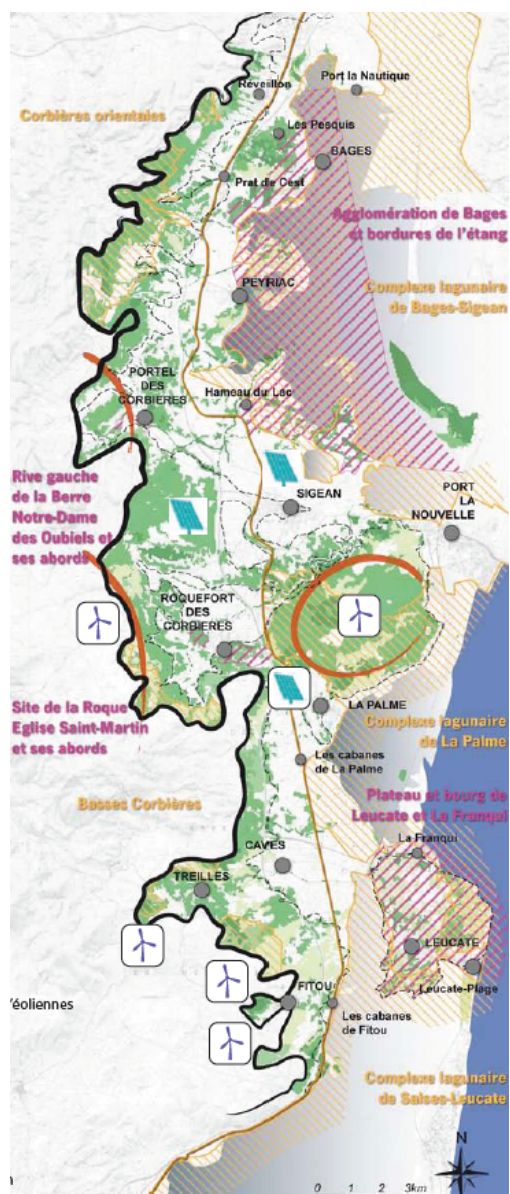 Réveillon
Port la Nautique
Corbières orientales
Les Pesquis
BAGES
Prat de Cest
Agglomération de Bages
et bordures de l'étang
PEYRIAC
Complexe lagunaire
de Bages-Sigean
PORTEL
DES
CORBIERES
Hameau du Lac
Rive gauche
de la Berre
Notre-Dame
des Oubiels et
ses abords
SIGEAN
PORT
LA
NOUVELLE
ROQUEFORT
DES
CORBIERES
Site de la Roque
Eglise Saint-Martin
et ses abords
LA PALME
Complexe lagunaire
de La Palme
Les cabanes
de La Palme
Basses Corbières
Plateau et bourg de
Leucate et La Franqui
La Franqui
CAVES
TREILLES
LEUCATE
Leucate-Plage
FITOU
'éoliennes
Les cabanes
de Fitou
Complexe lagunaire
de Salses-Leucate
N
0 1 2 3km